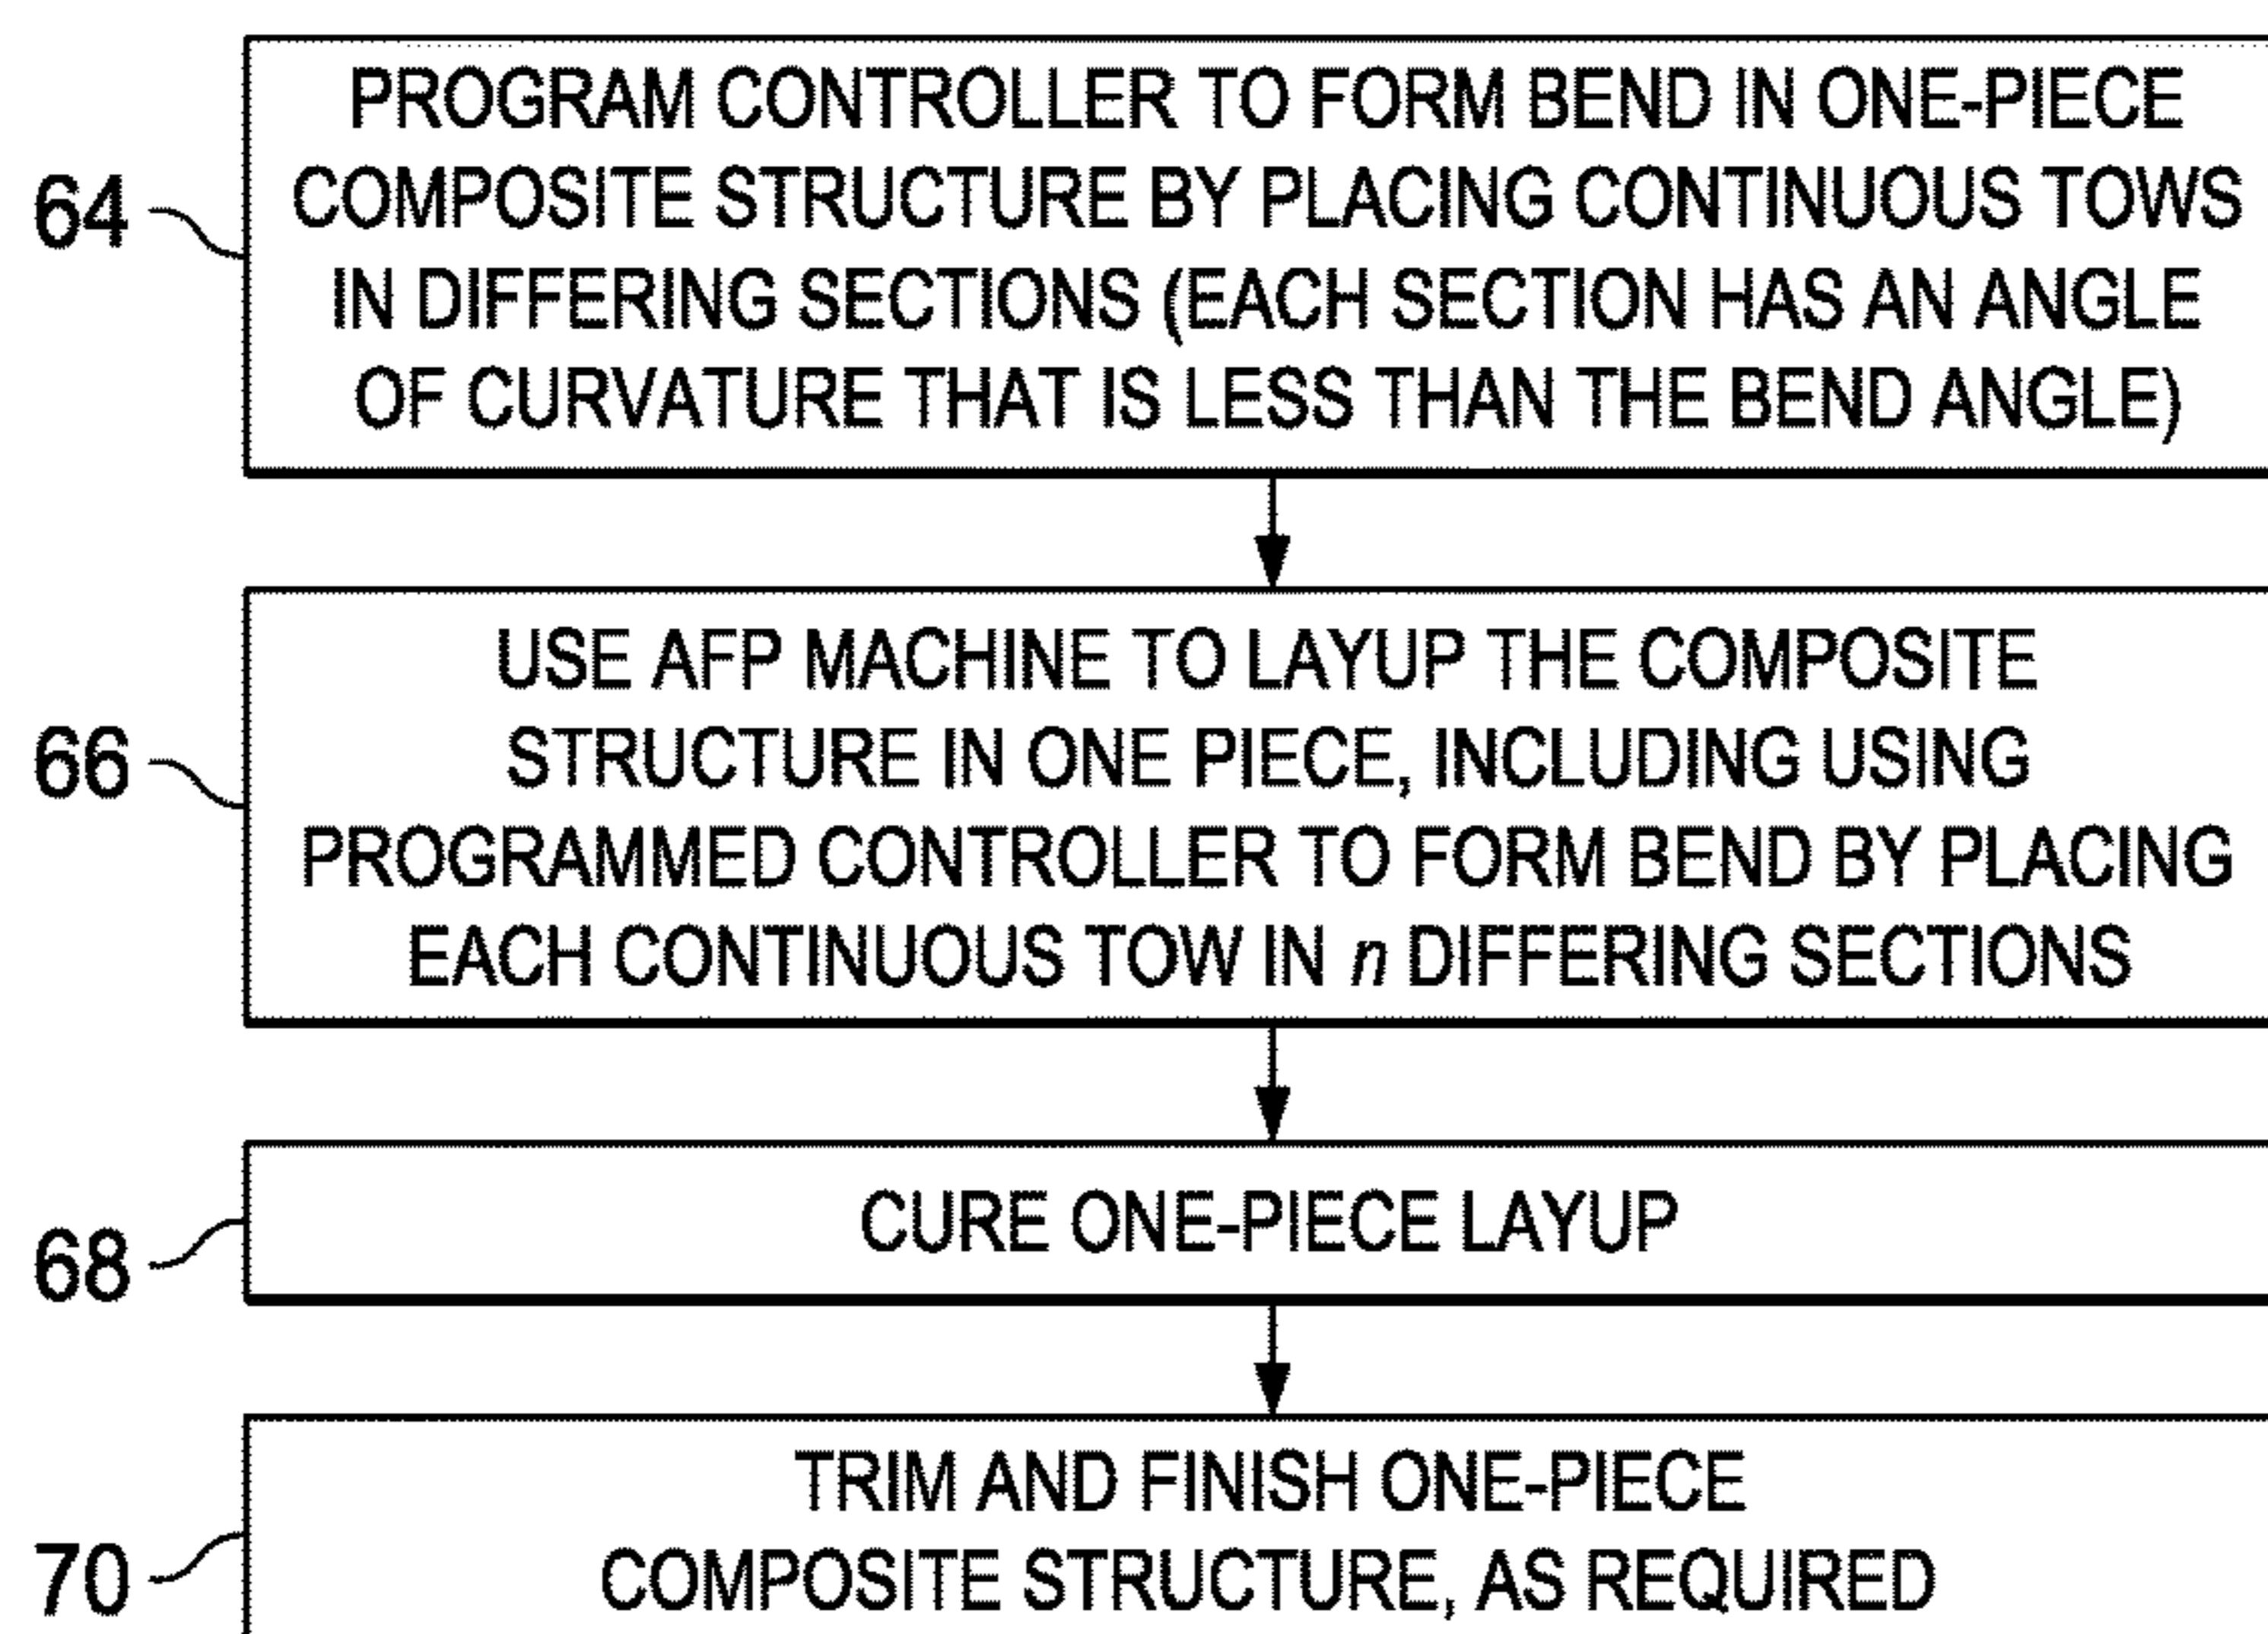 PROGRAM CONTROLLER TO FORM BEND IN ONE-PIECE
COMPOSITE STRUCTURE BY PLACING CONTINUOUS TOWS
IN DIFFERING SECTIONS (EACH SECTION HAS AN ANGLE
OF CURVATURE THAT IS LESS THAN THE BEND ANGLE)
64
USE AFP MACHINE TO LAYUP THE COMPOSITE
STRUCTURE IN ONE PIECE, INCLUDING USING
PROGRAMMED CONTROLLER TO FORM BEND BY PLACING
EACH CONTINUOUS TOW IN n DIFFERING SECTIONS
66
CURE ONE-PIECE LAYUP
68
TRIM AND FINISH ONE-PIECE
COMPOSITE STRUCTURE, AS REQUIRED
70